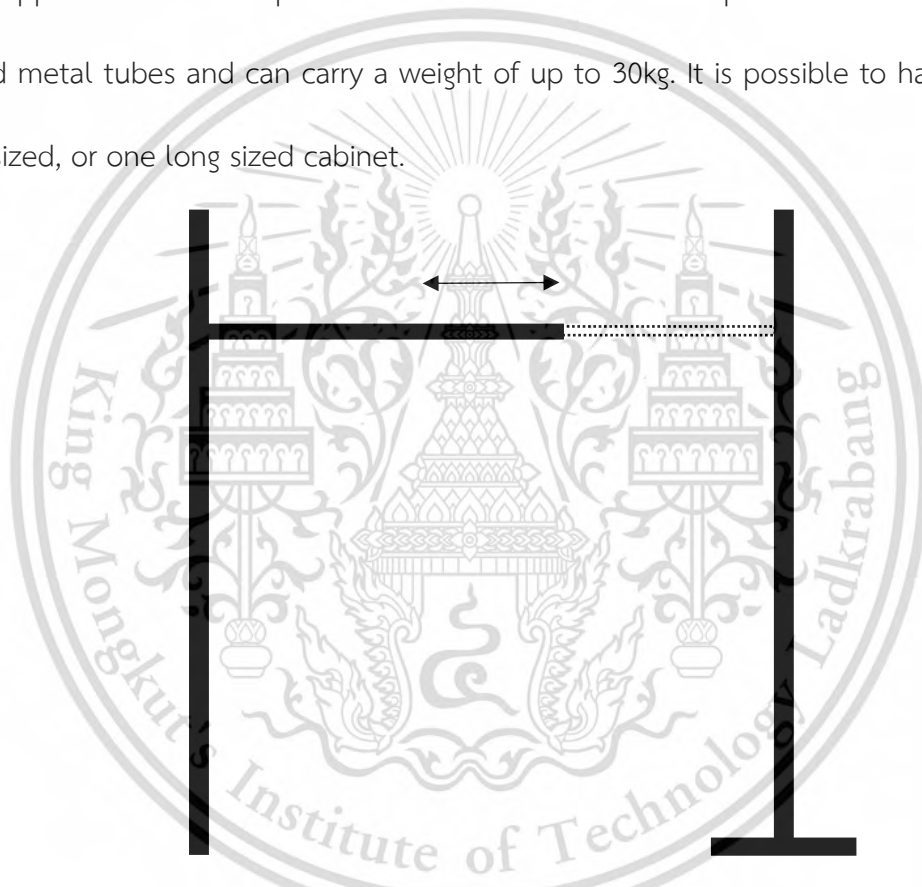 d metal tubes and can carry a weight of up to 30kg. It is possible to ha
sized, or one long sized cabinet.
King Mongkut's Institute of Technology Ladkrabang